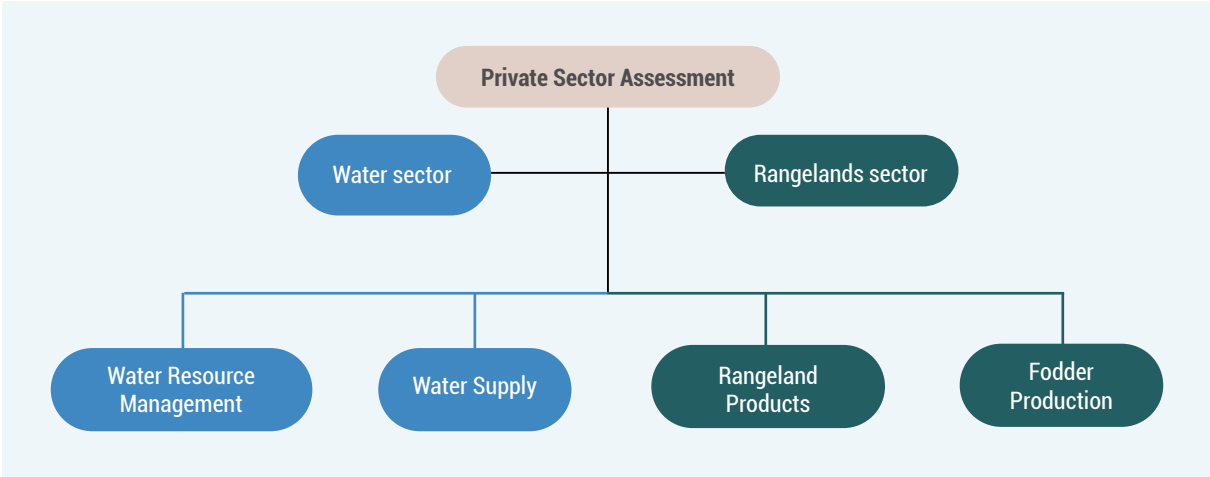 Private Sector Assessment
Water sector
Rangelands sector
Water Resource
Management
Water Supply
Rangeland
Products
Fodder
Production